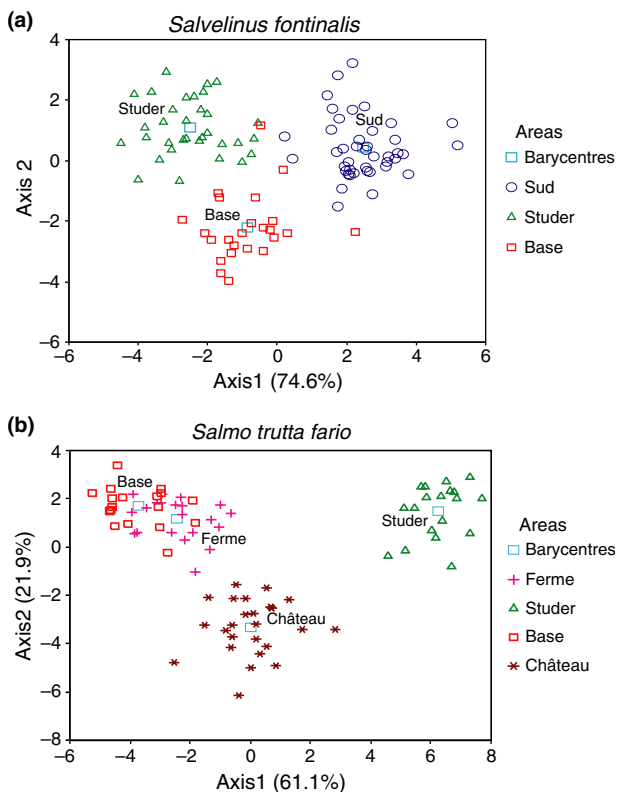 (a)
Salvelinus fontinalis
4
2
0
−2
−4
−6
Axis 2
Studer
Sud
Base
−6
−4
−2
0
2
4
6
Axis1 (74.6%)
Areas
Barycentres
Sud
Studer
Base
(b)
Salmo trutta fario
4
2
0
−2
−4
−6
−8
Axis2 (21.9%)
Base
Ferme
Studer
Château
−6
−4
−2
0
2
4
6
8
Axis1 (61.1%)
Areas
Barycentres
Ferme
Studer
Base
Château